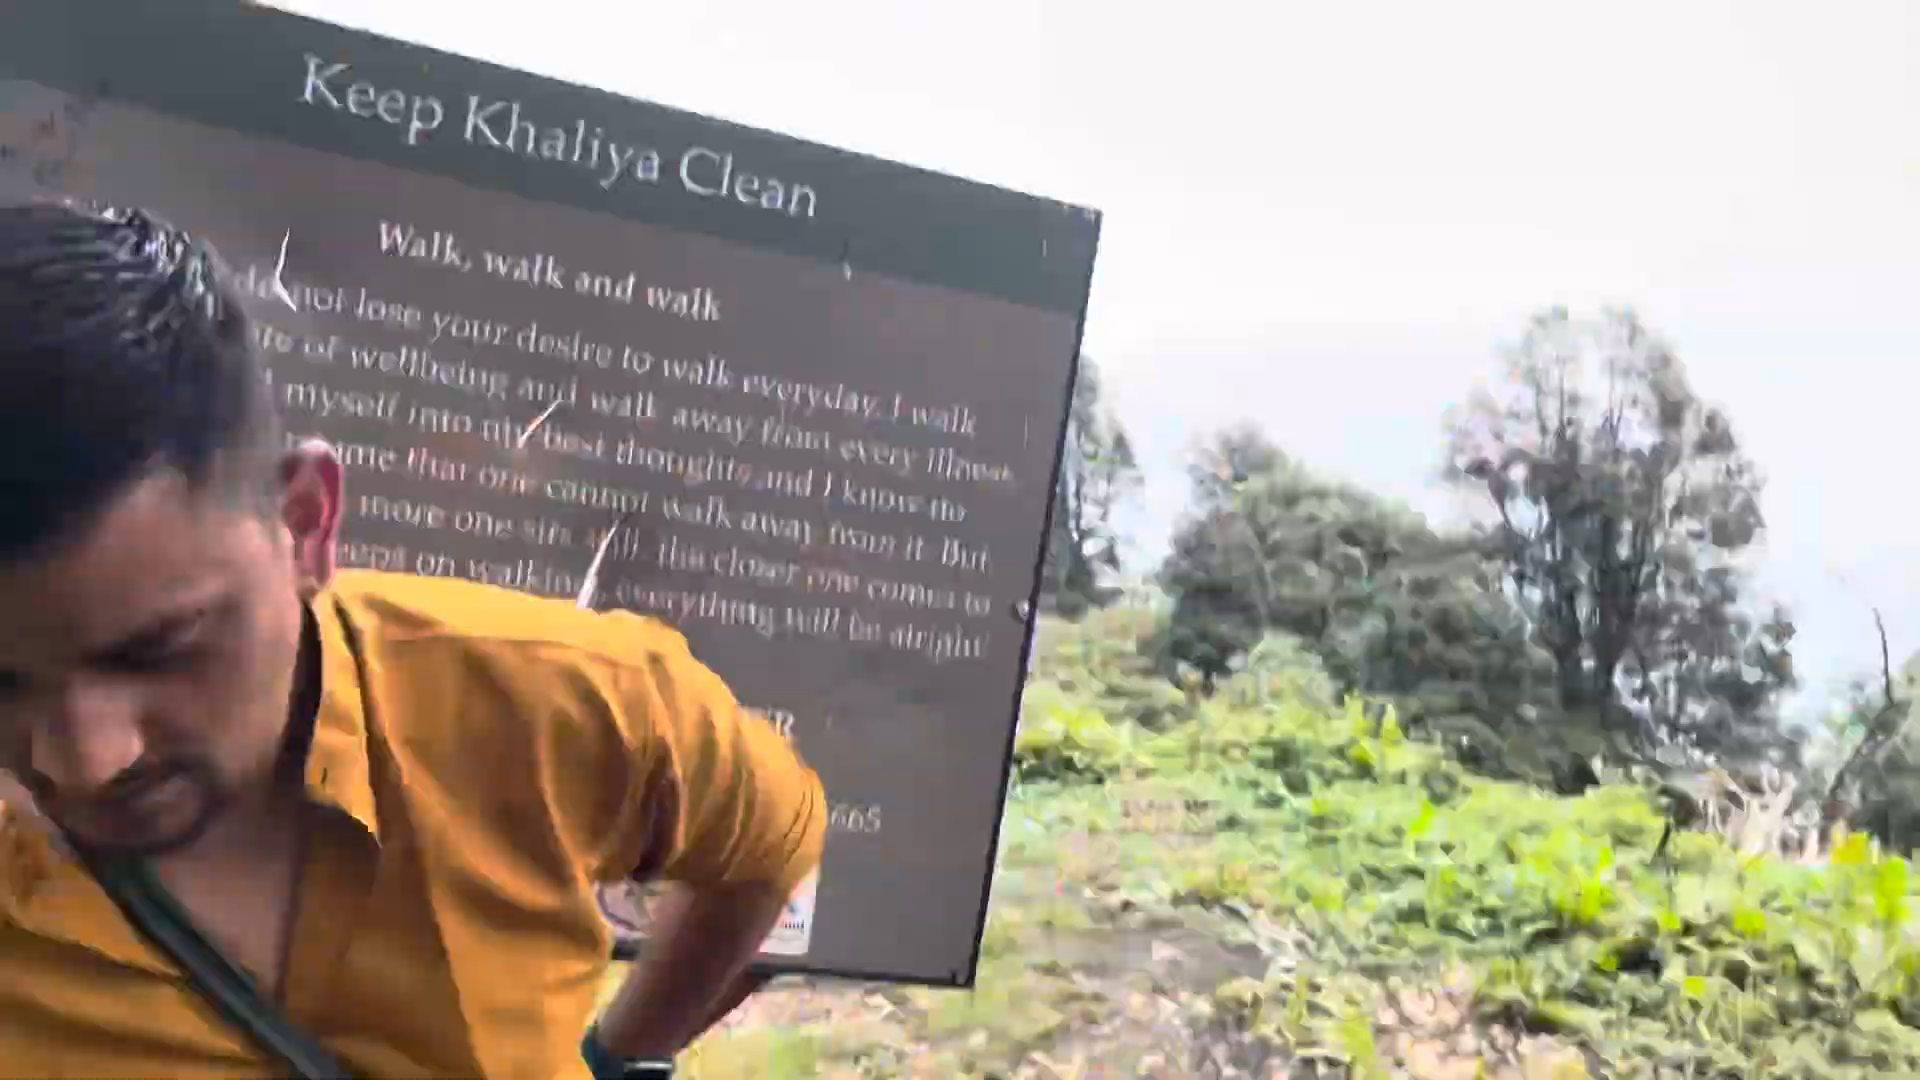 Keep Khaliya Clean
Walk, walk and walk
do not lose your desire to walk everyday. I walk
of wellbeing and walk away from every illness.
myself into my best thoughts and I know no
that one cannot walk away from it. But
more one sits still, the closer one comes to
on walking, everything will be alright!